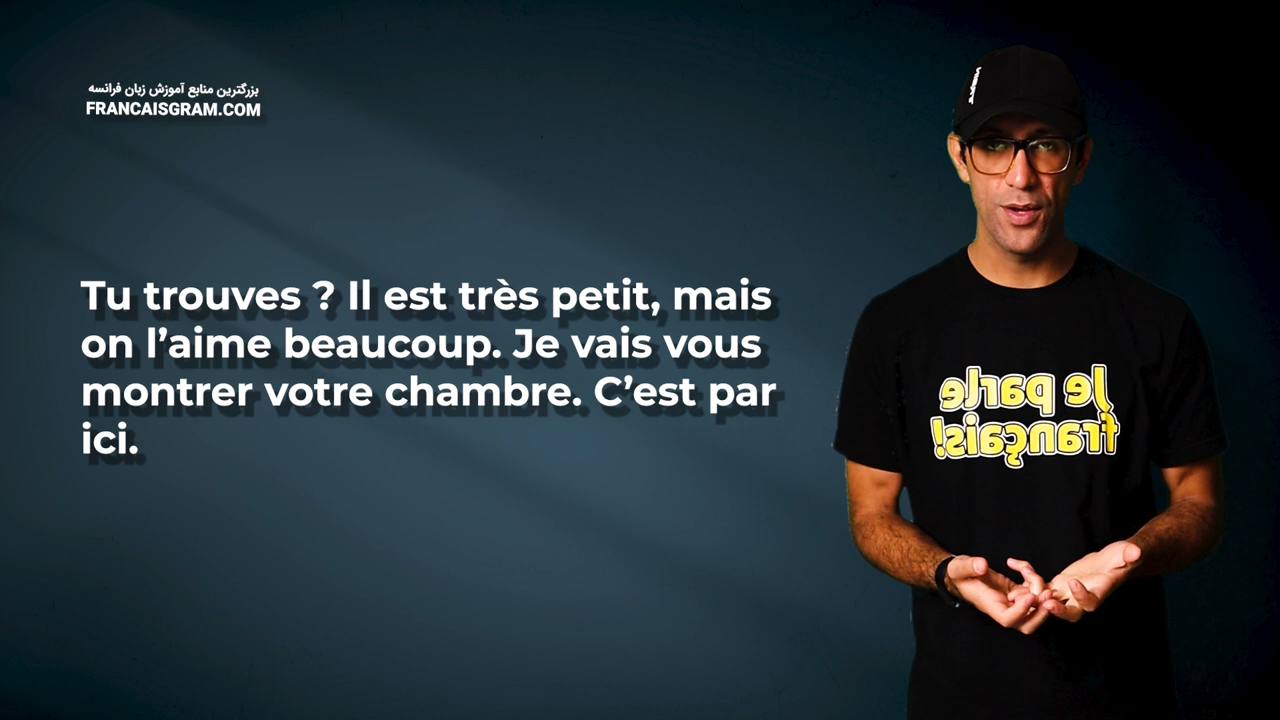 بزرگترین منابع آموزش زبان فرانسه
FRANCAISGRAM.COM
Tu trouves ? Il est très petit, mais
on l’aime beaucoup. Je vais vous
montrer votre chambre. C’est par
ici.
Je parle
français!